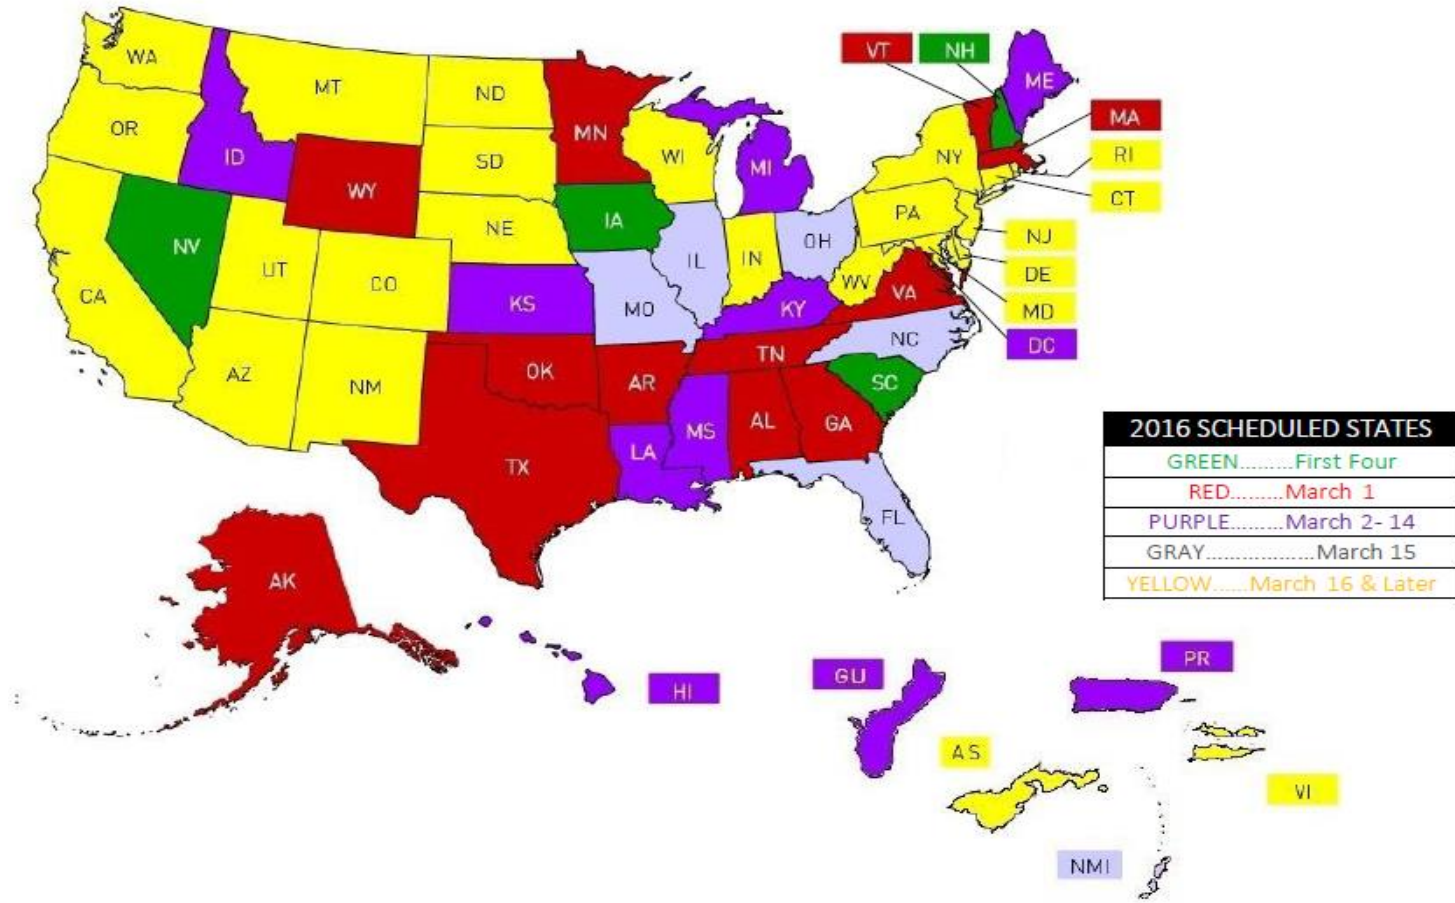 WA
MT
ND
MN
VT
NH
ME
OR
ID
SD
WI
MI
NY
MA
RI
CT
WY
NE
IA
PA
NJ
NV
UT
CO
IL
IN
OH
WV
VA
DE
MD
DC
CA
KS
MO
KY
NC
AZ
NM
OK
AR
TN
SC
TX
LA
MS
AL
GA
FL
2016 SCHEDULED STATES
GREEN.........First Four
RED.........March 1
PURPLE.........March 2- 14
GRAY..................March 15
YELLOW......March 16 & Later
AK
HI
GU
PR
AS
VI
NMI